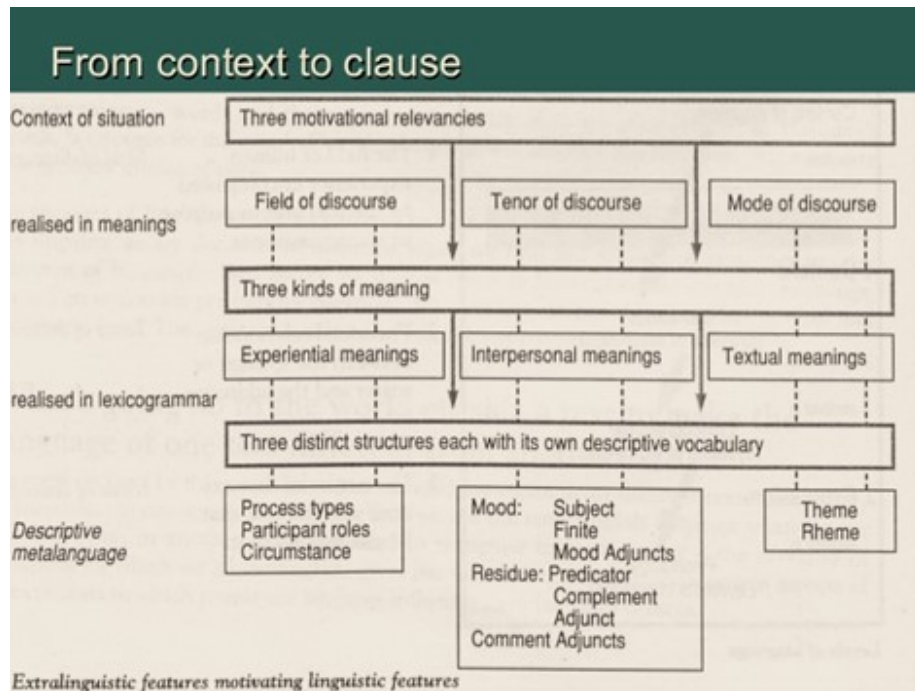 From context to clause
Context of situation
Three motivational relevancies
Field of discourse
Tenor of discourse
Mode of discourse
realised in meanings
Three kinds of meaning
Experiential meanings
Interpersonal meanings
Textual meanings
realised in lexicogrammar
Three distinct structures each with its own descriptive vocabulary
Descriptive
metalanguage
Process types
Participant roles
Circumstance
Mood: Subject
Finite
Mood Adjuncts
Residue: Predicator
Complement
Adjunct
Comment Adjuncts
Theme
Rheme
Extralinguistic features motivating linguistic features